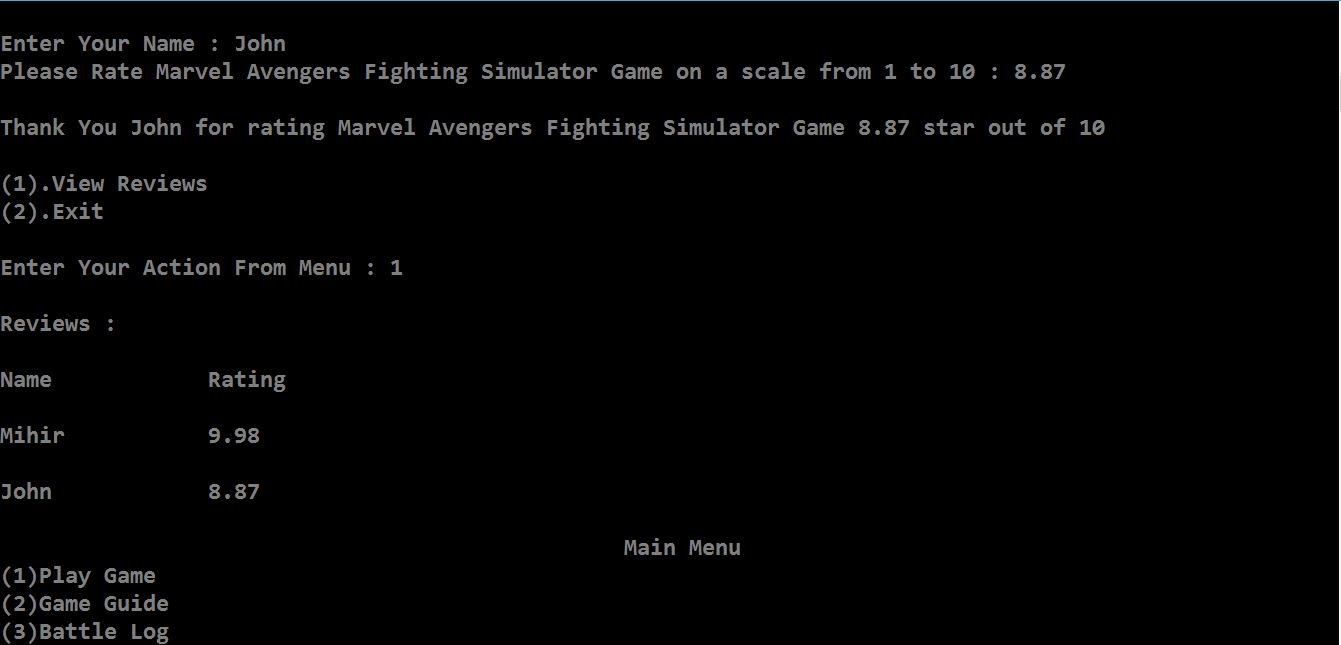 Enter Your Name : John
Please Rate Marvel Avengers Fighting Simulator Game on a scale from 1 to 10 : 8.87
Thank You John for rating Marvel Avengers Fighting Simulator Game 8.87 star out of 10
(1).View Reviews
(2).Exit
Enter Your Action From Menu : 1
Reviews :
Name Rating
Mihir 9.98
John 8.87
Main Menu
(1)Play Game
(2)Game Guide
(3)Battle Log